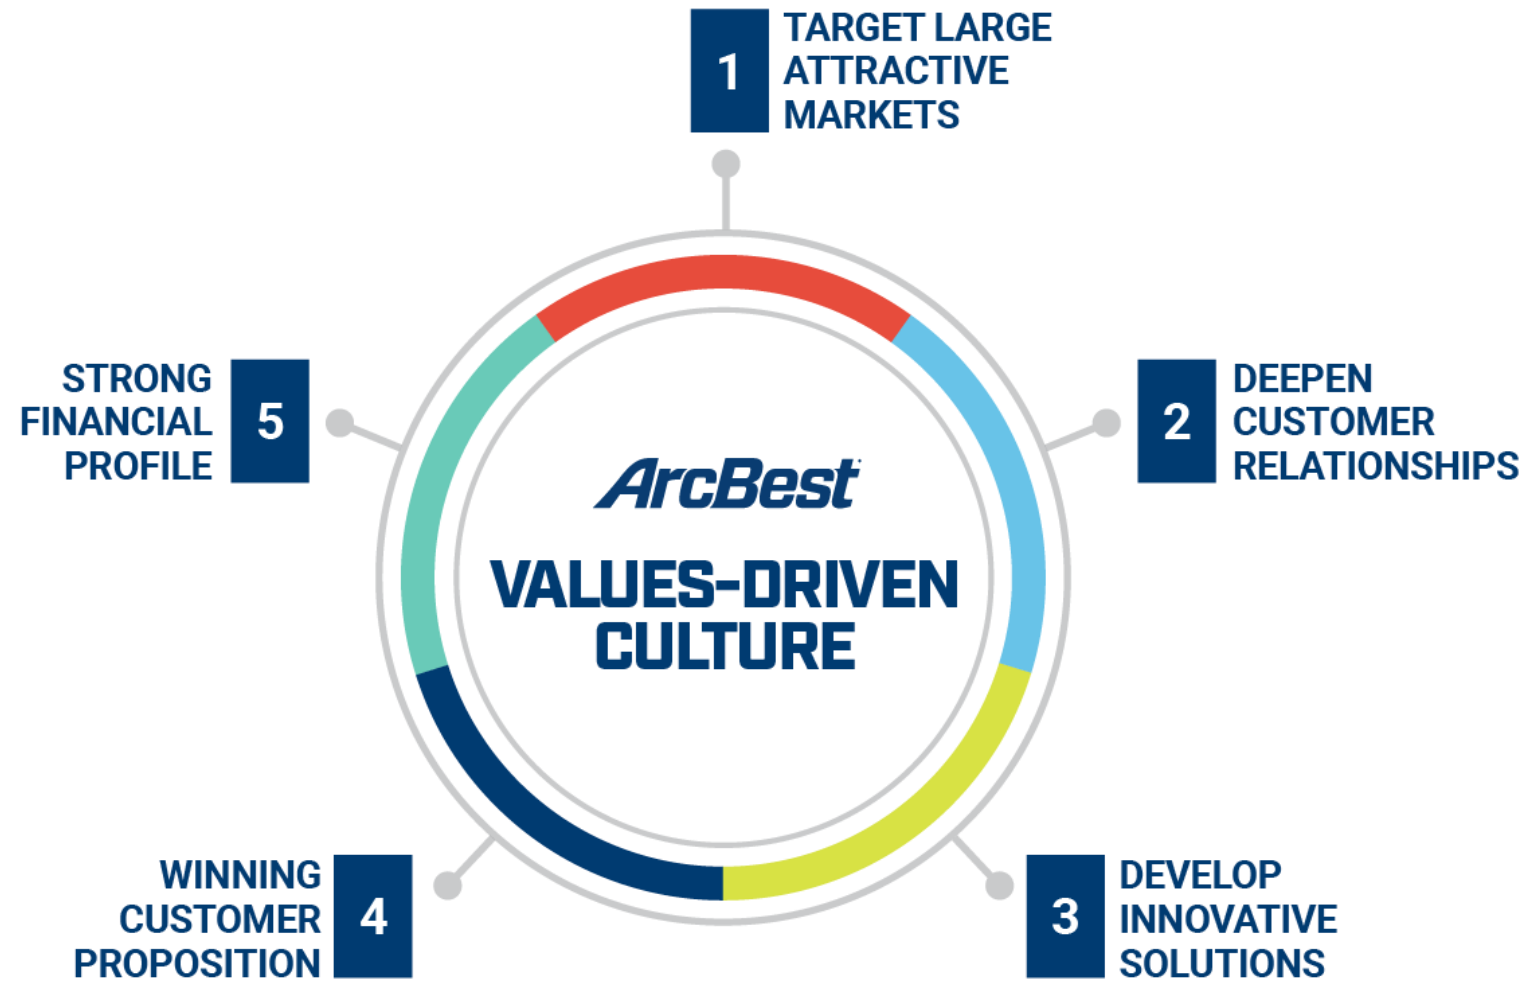 1
TARGET LARGE
ATTRACTIVE
MARKETS
2
DEEPEN
CUSTOMER
RELATIONSHIPS
3
DEVELOP
INNOVATIVE
SOLUTIONS
4
WINNING
CUSTOMER
PROPOSITION
5
STRONG
FINANCIAL
PROFILE
ArcBest
VALUES-DRIVEN
CULTURE